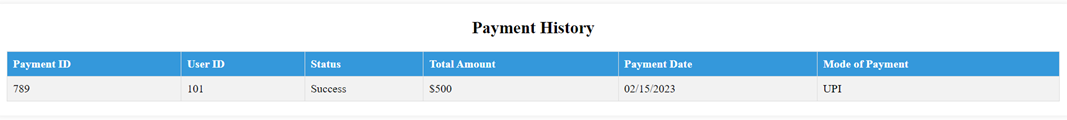 Payment History
Payment ID User ID Status Total Amount Payment Date Mode of Payment
789 101 Success $500 02/15/2023 UPI